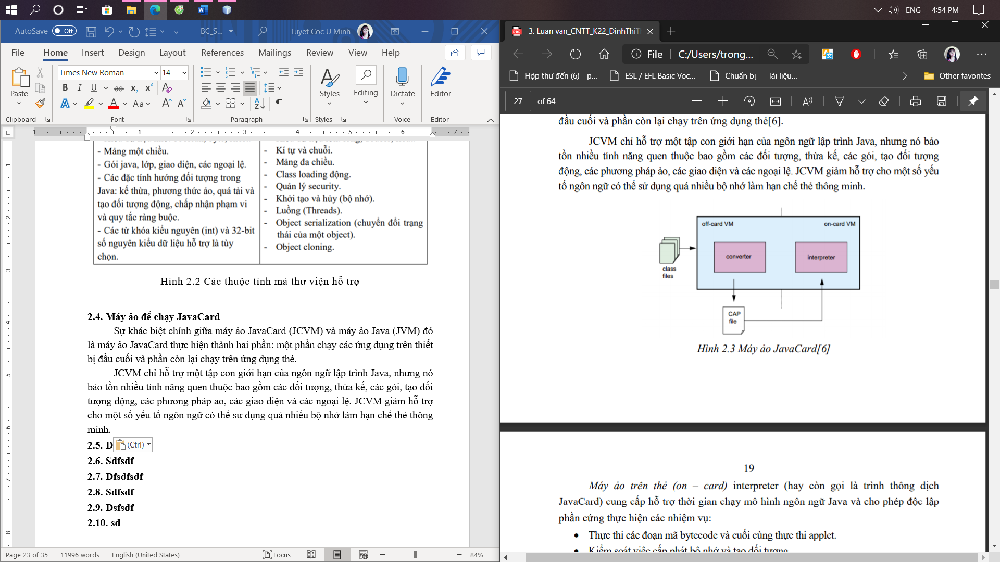 ENG
4:54 PM
AutoSave
Off
BC_S...
Tuyet Coc U Minh
File
Home
Insert
Design
Layout
References
Mailings
Review
View
Help
Times New Roman
14
Paste
Styles
Editing
Dictate
Editor
Clipboard
Font
Paragraph
Styles
Voice
Editor
- Mảng một chiều.
- Gói java, lớp, giao diện, các ngoại lệ.
- Các đặc tính hướng đối tượng trong
Java: kế thừa, phương thức ảo, quá tải và
tạo đối tượng động, chấp nhận phạm vi
và quy tắc ràng buộc.
- Các từ khóa kiểu nguyên (int) và 32-bit
số nguyên kiểu dữ liệu hỗ trợ là tùy
chọn.
- Kí tự và chuỗi.
- Mảng đa chiều.
- Class loading động.
- Quản lý security.
- Khởi tạo và hủy (bộ nhớ).
- Luồng (Threads).
- Object serialization (chuyển đổi trạng
thái của một object).
- Object cloning.
Hình 2.2 Các thuộc tính mà thư viện hỗ trợ
2.4. Máy ảo để chạy JavaCard
Sự khác biệt chính giữa máy ảo JavaCard (JCVM) và máy ảo Java (JVM) đó
là máy ảo JavaCard thực hiện thành hai phần: một phần chạy các ứng dụng trên thiết
bị đầu cuối và phần còn lại chạy trên ứng dụng thẻ.
JCVM chỉ hỗ trợ một tập con giới hạn của ngôn ngữ lập trình Java, nhưng nó
bảo tồn nhiều tính năng quen thuộc bao gồm các đối tượng, thừa kế, các gói, tạo đối
tượng động, các phương pháp ảo, các giao diện và các ngoại lệ. JCVM giảm hỗ trợ
cho một số yếu tố ngôn ngữ có thể sử dụng quá nhiều bộ nhớ làm hạn chế thẻ thông
minh.
2.5. D
(Ctrl)
2.6. Sdfsdf
2.7. Dfsdfsdf
2.8. Sdfsdf
2.9. Dsfsdf
2.10. sd
Page 23 of 35
11996 words
English (United States)
Focus
84%
3. Luan van_CNTT_K22_DinhThiT
File
C:/Users/trong...
Hộp thư đến (6) - p...
ESL / EFL Basic Voc...
Chuẩn bị — Tài liệu...
Other favorites
27
of 64
đầu cuối và phần còn lại chạy trên ứng dụng thẻ[6].
JCVM chỉ hỗ trợ một tập con giới hạn của ngôn ngữ lập trình Java, nhưng nó bảo
tồn nhiều tính năng quen thuộc bao gồm các đối tượng, thừa kế, các gói, tạo đối tượng
động, các phương pháp ảo, các giao diện và các ngoại lệ. JCVM giảm hỗ trợ cho một số yếu
tố ngôn ngữ có thể sử dụng quá nhiều bộ nhớ làm hạn chế thẻ thông minh.
off-card VM
on-card VM
converter
interpreter
class
files
CAP
file
Hình 2.3 Máy ảo JavaCard[6]
19
Máy ảo trên thẻ (on – card) interpreter (hay còn gọi là trình thông dịch
JavaCard) cung cấp hỗ trợ thời gian chạy mô hình ngôn ngữ Java và cho phép độc lập
phần cứng thực hiện các nhiệm vụ:
• Thực thi các đoạn mã bytecode và cuối cùng thực thi applet.
• Kiểm soát việc cấp phát bộ nhớ và tạo đối tượng